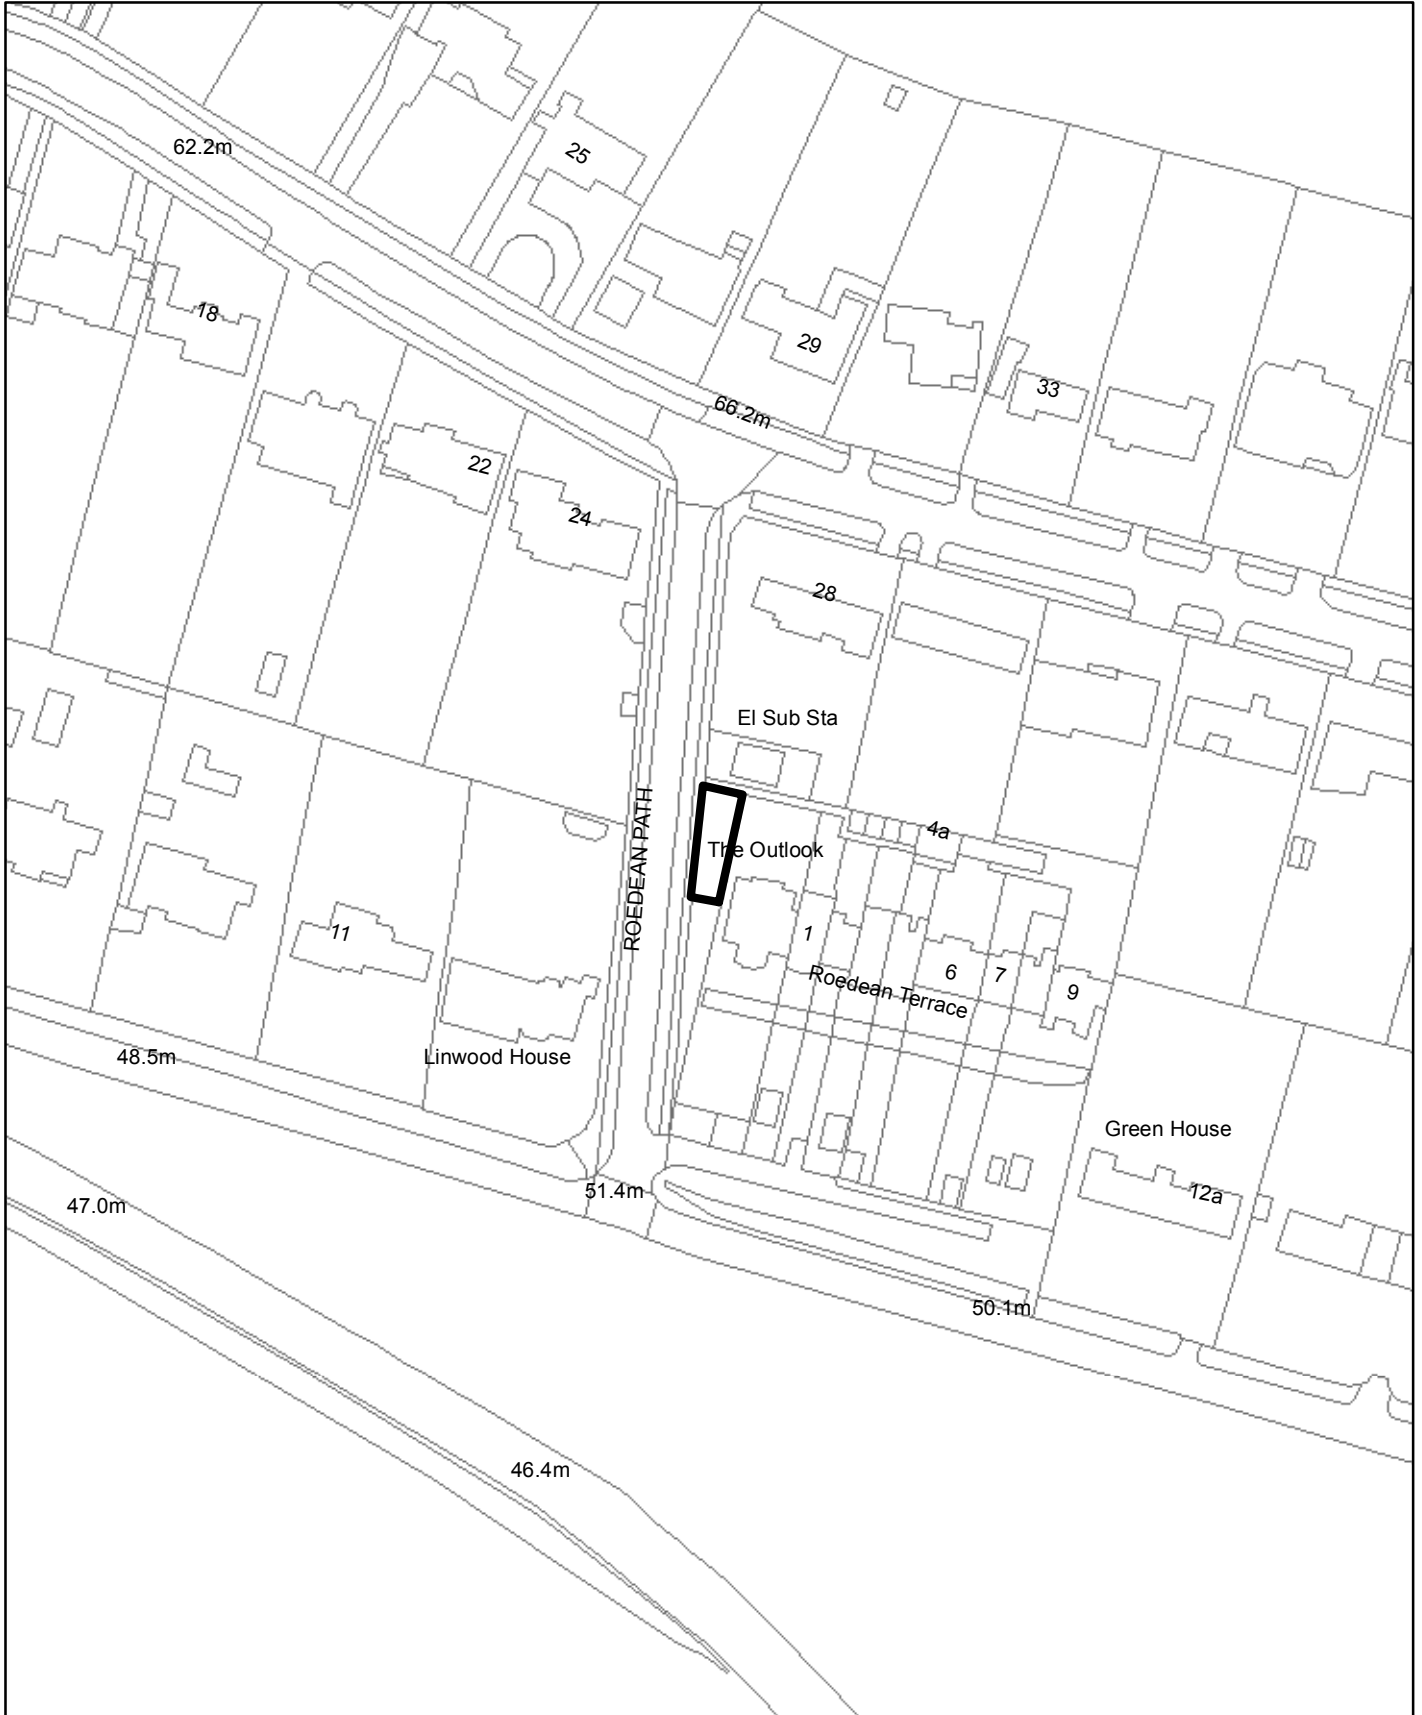 62.2m
25
18
29
33
66.2m
22
24
28
El Sub Sta
ROEDEAN PATH
4a
The Outlook
11
1
Roedean Terrace
6
7
9
48.5m
Linwood House
Green House
12a
47.0m
51.4m
50.1m
46.4m